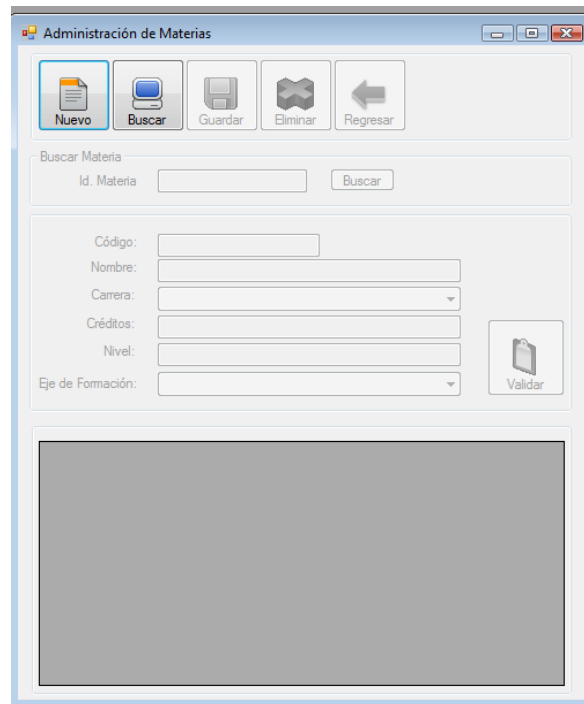 Administración de Materias
Nuevo Buscar Guardar Eliminar Regresar
Buscar Materia
Id. Materia Buscar
Código:
Nombre:
Carrera:
Créditos:
Nivel:
Eje de Formación:
Validar